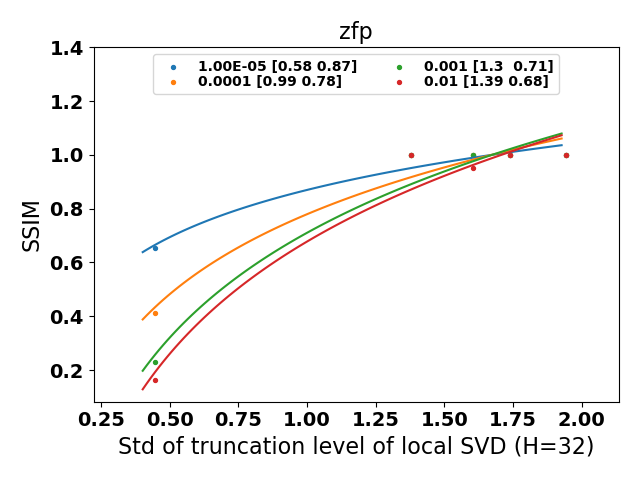 zfp
1.00E-05 [0.58 0.87]
0.0001 [0.99 0.78]
0.001 [1.3  0.71]
0.01 [1.39 0.68]
SSIM
1.4
1.2
1.0
0.8
0.6
0.4
0.2
0.25 0.50 0.75 1.00 1.25 1.50 1.75 2.00
Std of truncation level of local SVD (H=32)